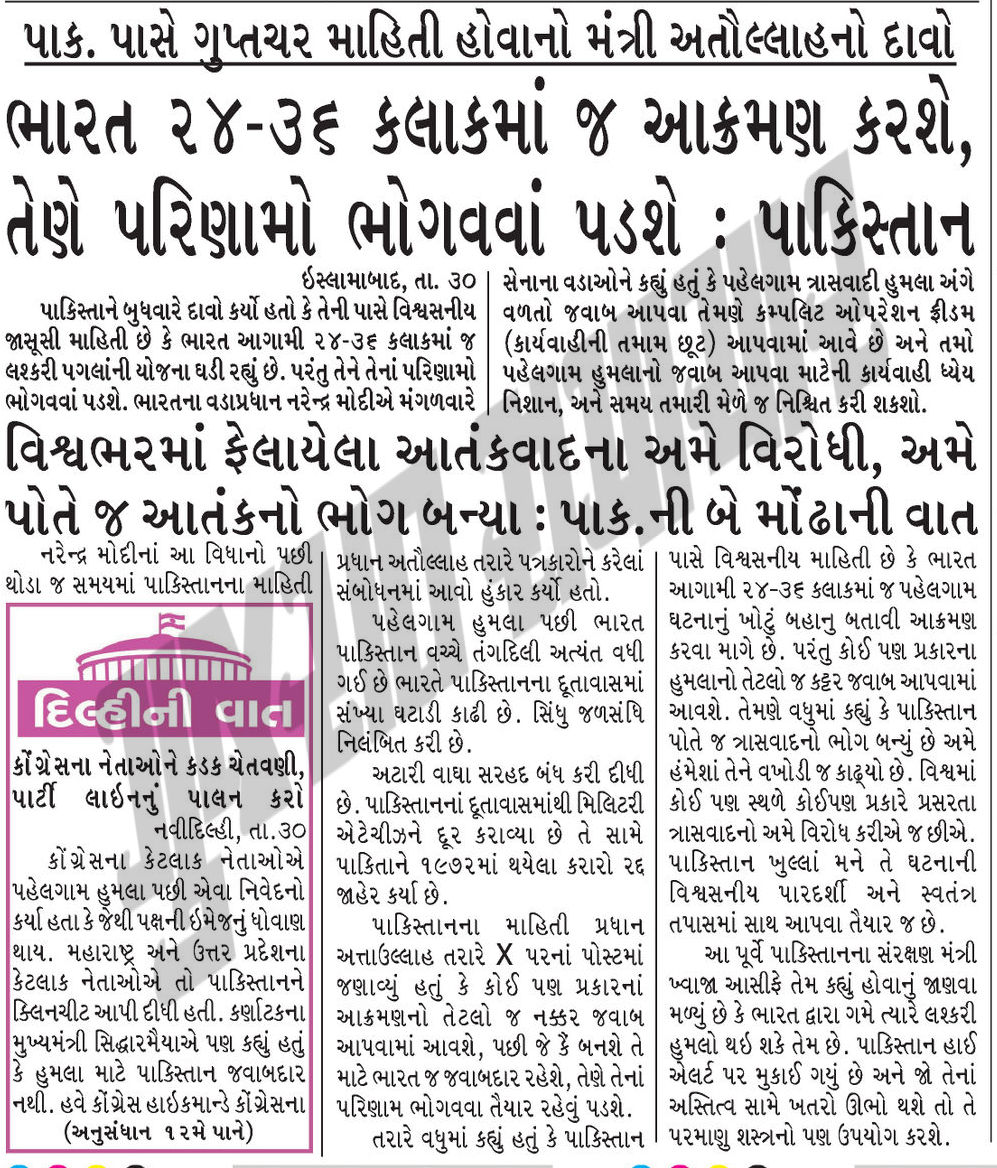 પાક. પાસે ગુપ્તચર માહિતી હોવાનો મંત્રી અતૌલ્લાહનો દાવો
ભારત ૨૪-૩૬ કલાકમાં જ આક્રમણ કરશે,
તેણે પરિણામો ભોગવવાં પડશે : પાકિસ્તાન
ઇસ્લામાબાદ, તા. ૩૦
પાકિસ્તાને બુધવારે દાવો કર્યો હતો કે તેની પાસે વિશ્વસનીય
જાસૂસી માહિતી છે કે ભારત આગામી ૨૪-૩૬ કલાકમાં જ
લશ્કરી પગલાંની યોજના ઘડી રહ્યું છે. પરંતુ તેને તેનાં પરિણામો
ભોગવવાં પડશે. ભારતના વડાપ્રધાન નરેન્દ્ર મોદીએ મંગળવારે
સેનાના વડાઓને કહ્યું હતું કે પહેલગામ ત્રાસવાદી હુમલા અંગે
વળતો જવાબ આપવા તેમણે કમ્પલિટ ઓપરેશન ફ્રીડમ
(કાર્યવાહીની તમામ છૂટ) આપવામાં આવે છે અને તમો
પહેલગામ હુમલાનો જવાબ આપવા માટેની કાર્યવાહી ધ્યેય
નિશાન, અને સમય તમારી મેળે જ નિશ્ચિત કરી શકશો.
વિશ્વભરમાં ફેલાયેલા આતંકવાદના અમે વિરોધી, અમે
પોતે જ આતંકનો ભોગ બન્યા : પાક.ની બે મોંઢાની વાત
નરેન્દ્ર મોદીનાં આ વિધાનો પછી
થોડા જ સમયમાં પાકિસ્તાનના માહિતી
પ્રધાન અતૌલ્લાહ તરારે પત્રકારોને કરેલાં
સંબોધનમાં આવો હુંકાર કર્યો હતો.
પહેલગામ હુમલા પછી ભારત
પાકિસ્તાન વચ્ચે તંગદિલી અત્યંત વધી
ગઈ છે ભારતે પાકિસ્તાનના દૂતાવાસમાં
સંખ્યા ઘટાડી કાઢી છે. સિંધુ જળસંધિ
નિલંબિત કરી છે.
અટારી વાઘા સરહદ બંધ કરી દીધી
છે. પાકિસ્તાનનાં દૂતાવાસમાંથી મિલિટરી
એટેચીઝને દૂર કરાવ્યા છે તે સામે
પાકિતાને ૧૯૭૨માં થયેલા કરારો રદ્દ
જાહેર કર્યા છે.
પાકિસ્તાનના માહિતી પ્રધાન
અત્તાઉલ્લાહ તરારે X પરનાં પોસ્ટમાં
જણાવ્યું હતું કે કોઈ પણ પ્રકારનાં
આક્રમણનો તેટલો જ નક્કર જવાબ
આપવામાં આવશે, પછી જે કૈં બનશે તે
માટે ભારત જ જવાબદાર રહેશે, તેણે તેનાં
પરિણામ ભોગવવા તૈયાર રહેવું પડશે.
તરારે વધુમાં કહ્યું હતું કે પાકિસ્તાન
પાસે વિશ્વસનીય માહિતી છે કે ભારત
આગામી ૨૪-૩૬ કલાકમાં જ પહેલગામ
ઘટનાનું ખોટું બહાનુ બતાવી આક્રમણ
કરવા માગે છે. પરંતુ કોઈ પણ પ્રકારના
હુમલાનો તેટલો જ કટ્ટર જવાબ આપવામાં
આવશે. તેમણે વધુમાં કહ્યું કે પાકિસ્તાન
પોતે જ ત્રાસવાદનો ભોગ બન્યું છે અમે
હંમેશાં તેને વખોડી જ કાઢ્યો છે. વિશ્વમાં
કોઈ પણ સ્થળે કોઈપણ પ્રકારે પ્રસરતા
ત્રાસવાદનો અમે વિરોધ કરીએ જ છીએ.
પાકિસ્તાન ખુલ્લાં મને તે ઘટનાની
વિશ્વસનીય પારદર્શી અને સ્વતંત્ર
તપાસમાં સાથ આપવા તૈયાર જ છે.
આ પૂર્વે પાકિસ્તાનના સંરક્ષણ મંત્રી
ખ્વાજા આસીફે તેમ કહ્યું હોવાનું જાણવા
મળ્યું છે કે ભારત દ્વારા ગમે ત્યારે લશ્કરી
હુમલો થઇ શકે તેમ છે. પાકિસ્તાન હાઈ
એલર્ટ પર મુકાઈ ગયું છે અને જો તેનાં
અસ્તિત્વ સામે ખતરો ઊભો થશે તો તે
પરમાણુ શસ્ત્રનો પણ ઉપયોગ કરશે.
દિલ્હીની વાત
કોંગ્રેસના નેતાઓને કડક ચેતવણી,
પાર્ટી લાઇનનું પાલન કરો
નવીદિલ્હી, તા.૩૦
કોંગ્રેસના કેટલાક નેતાઓએ
પહેલગામ હુમલા પછી એવા નિવેદનો
કર્યા હતા કે જેથી પક્ષની ઇમેજનું ધોવાણ
થાય. મહારાષ્ટ્ર અને ઉત્તર પ્રદેશના
કેટલાક નેતાઓએ તો પાકિસ્તાનને
ક્લિનચીટ આપી દીધી હતી. કર્ણાટકના
મુખ્યમંત્રી સિદ્ધારમૈયાએ પણ કહ્યું હતું
કે હુમલા માટે પાકિસ્તાન જવાબદાર
નથી. હવે કોંગ્રેસ હાઇકમાન્ડે કોંગ્રેસના
(અનુસંધાન ૧૨મે પાને)